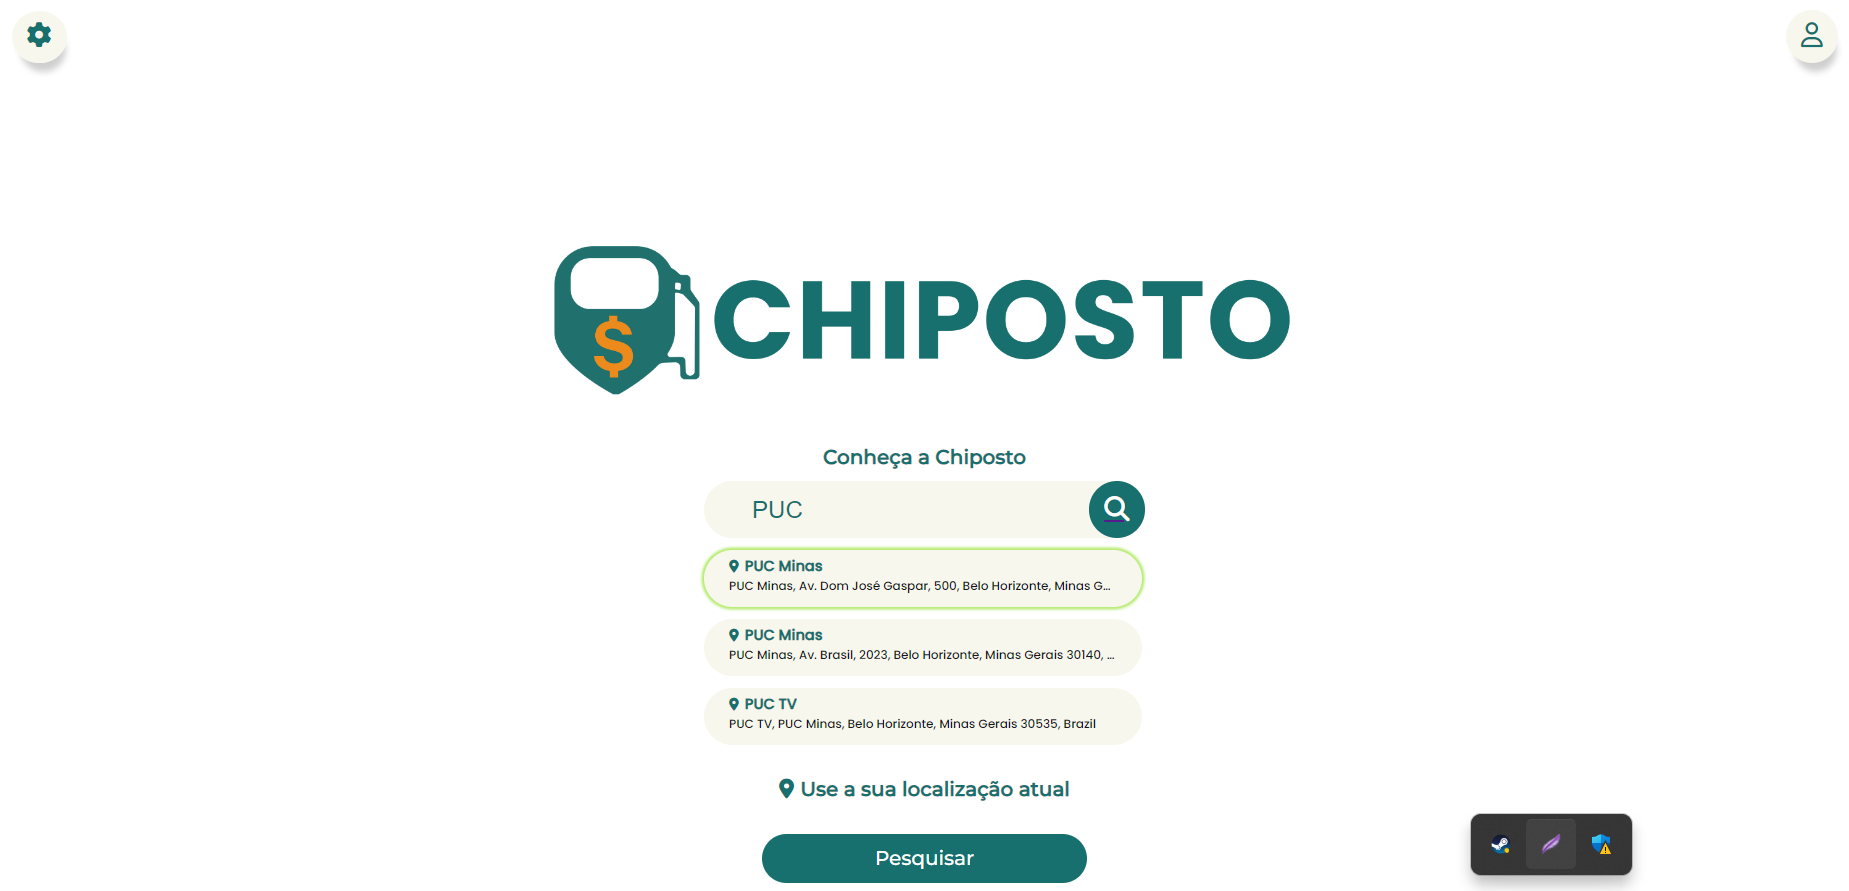 $ CHIPOSTO
Conheça a Chiposto
PUC
PUC Minas
PUC Minas, Av. Dom José Gaspar, 500, Belo Horizonte, Minas G...
PUC Minas
PUC Minas, Av. Brasil, 2023, Belo Horizonte, Minas Gerais 30140, ...
PUC TV
PUC TV, PUC Minas, Belo Horizonte, Minas Gerais 30535, Brazil
Use a sua localização atual
Pesquisar